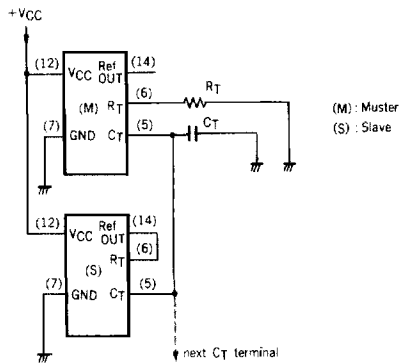 +VCC
(12) VCC Ref OUT (14)
(M) RT (6) RT
(7) GND CT (5) CT
(M) : Muster
(S) : Slave
(12) VCC Ref OUT (14)
(S) RT (6)
(7) GND CT (5)
next CT terminal